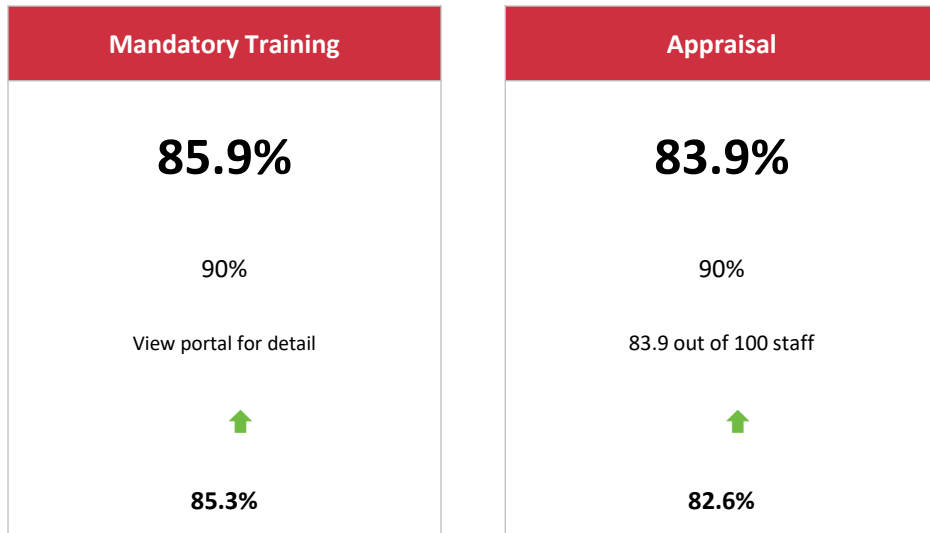 Mandatory Training
85.9%
90%
View portal for detail
85.3%
Appraisal
83.9%
90%
83.9 out of 100 staff
82.6%